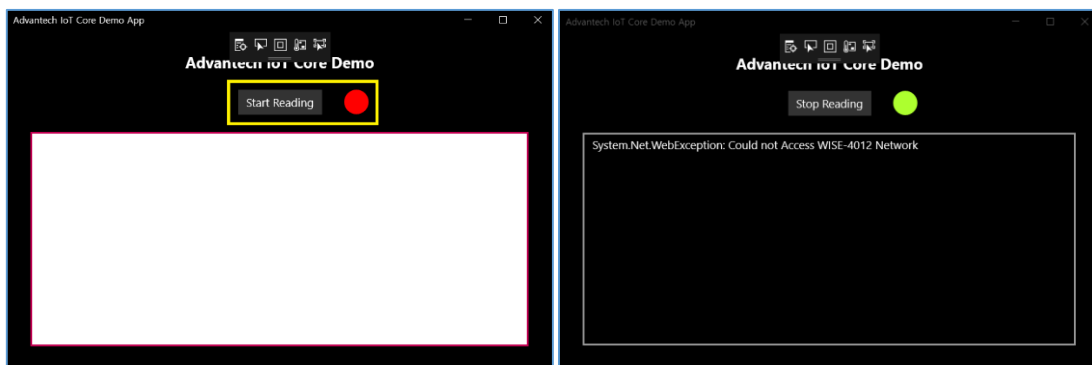 Advantech IoT Core Demo App
Advantech IoT Core Demo
Start Reading
Advantech IoT Core Demo App
Advantech IoT Core Demo
Stop Reading
System.Net.WebException: Could not Access WISE-4012 Network